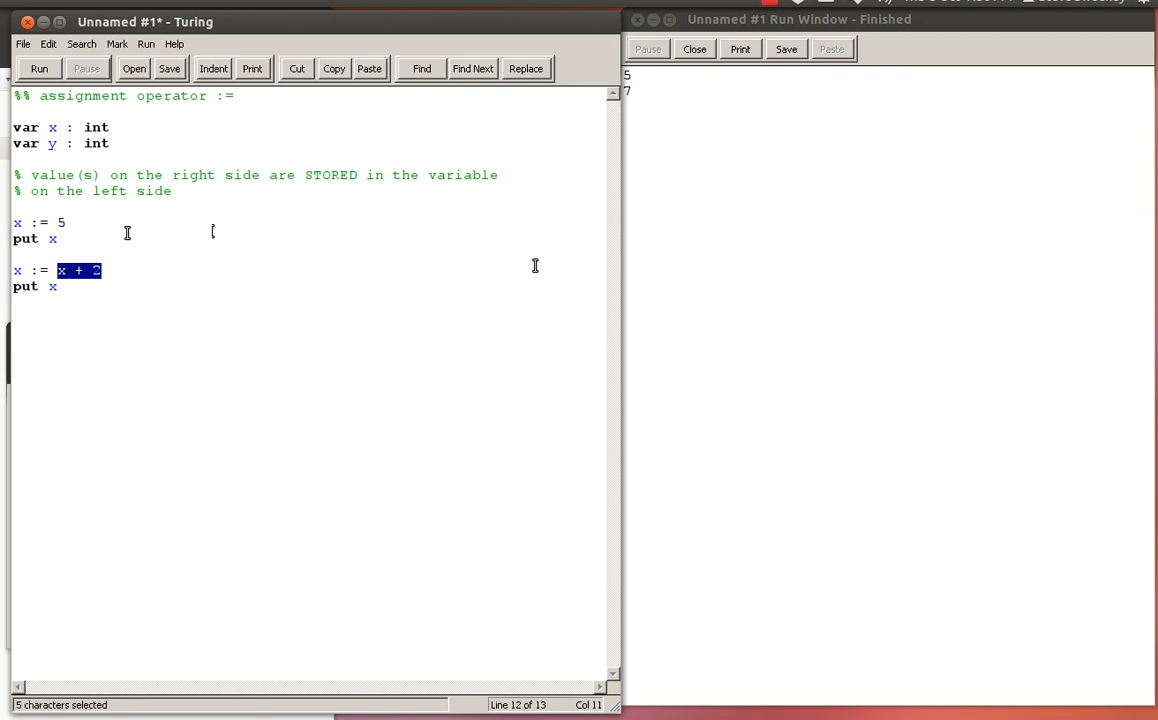 Unnamed #1* - Turing
File Edit Search Mark Run Help
Run Pause Open Save Indent Print Cut Copy Paste Find Find Next Replace
%% assignment operator :=
var x : int
var y : int
% value(s) on the right side are STORED in the variable
% on the left side
x := 5
put x
x := x + 2
put x
5 characters selected Line 12 of 13 Col 11
Unnamed #1 Run Window - Finished
Pause Close Print Save Paste
5
7